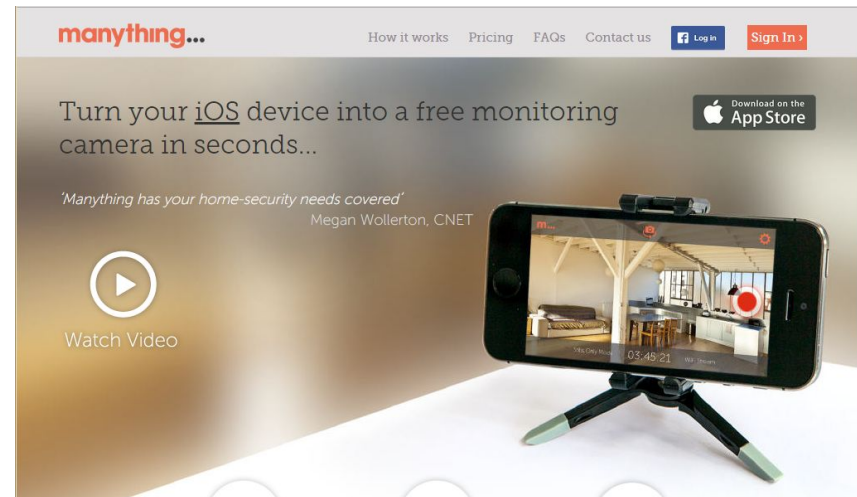 manything...
How it works Pricing FAQs Contact us Log in Sign In ›
Turn your iOS device into a free monitoring
camera in seconds...
Download on the
App Store
'Manything has your home-security needs covered'
Megan Wollerton, CNET
m...
03:45:21
Watch Video